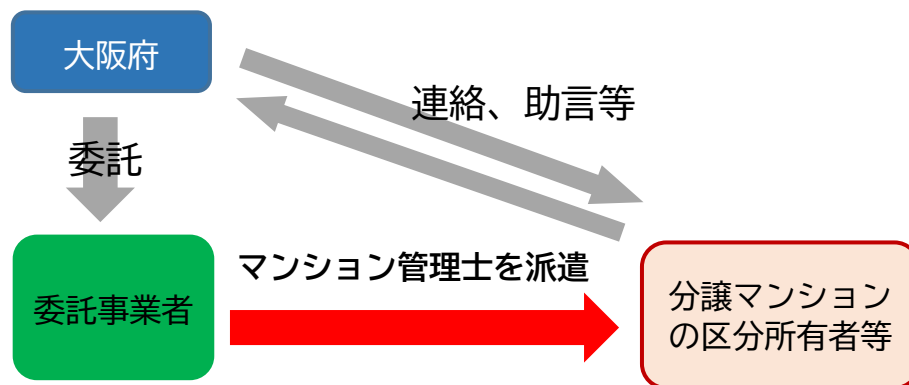 大阪府
連絡、助言等
委託
マンション管理士を派遣
委託事業者
分譲マンション
の区分所有者等